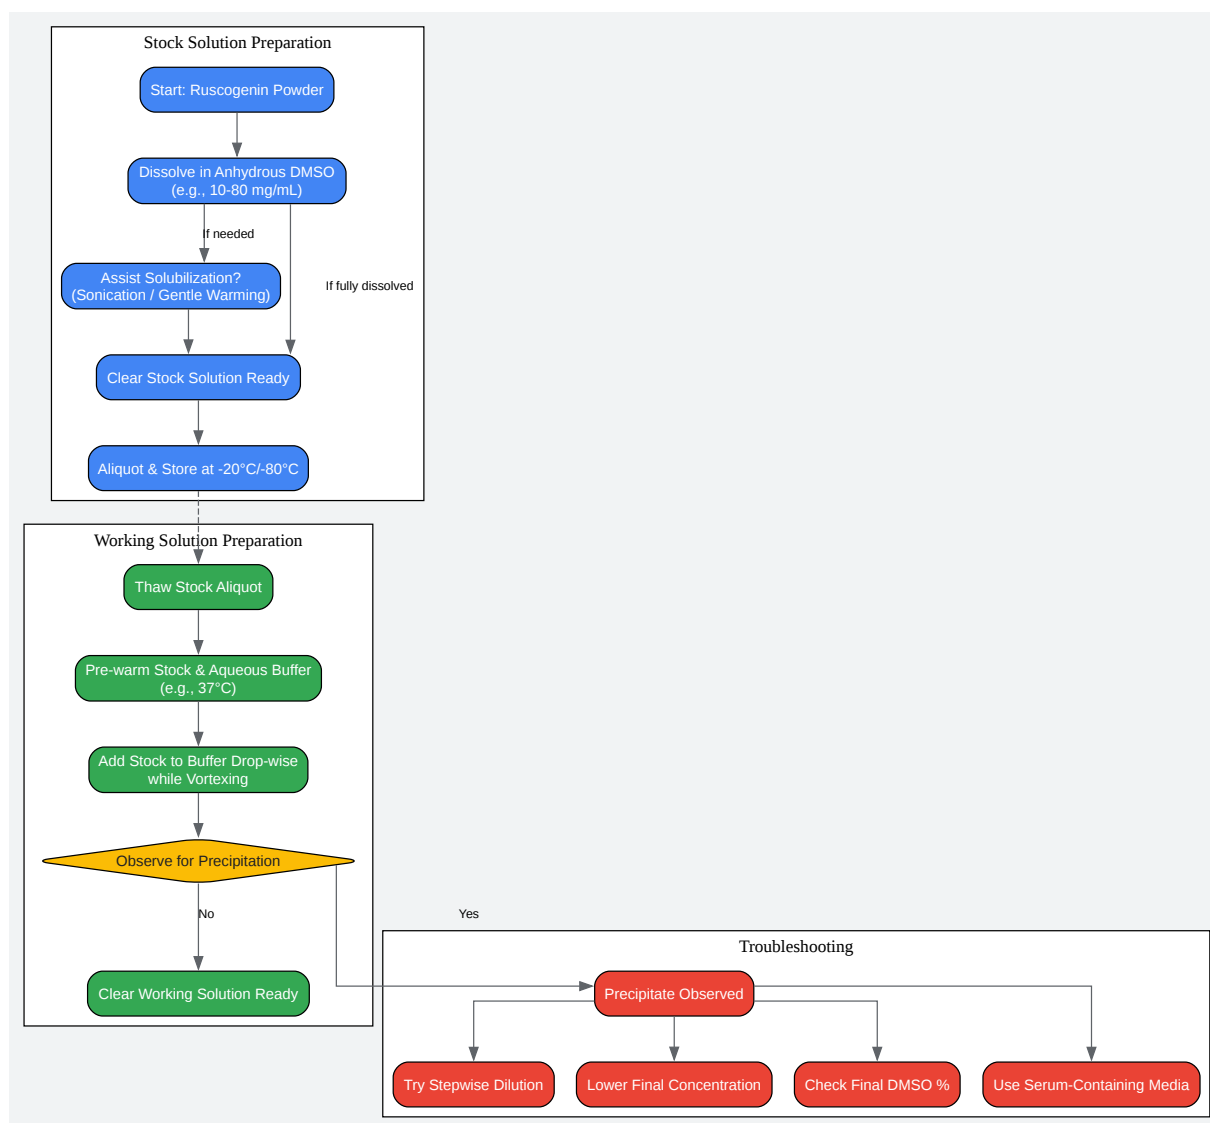 Stock Solution Preparation
Start: Ruscogenin Powder
Dissolve in Anhydrous DMSO
(e.g., 10-80 mg/mL)
If needed
Assist Solubilization?
(Sonication / Gentle Warming)
If fully dissolved
Clear Stock Solution Ready
Aliquot & Store at -20°C/-80°C
Working Solution Preparation
Thaw Stock Aliquot
Pre-warm Stock & Aqueous Buffer
(e.g., 37°C)
Add Stock to Buffer Drop-wise
while Vortexing
Observe for Precipitation
No
Yes
Clear Working Solution Ready
Troubleshooting
Precipitate Observed
Try Stepwise Dilution
Lower Final Concentration
Check Final DMSO %
Use Serum-Containing Media